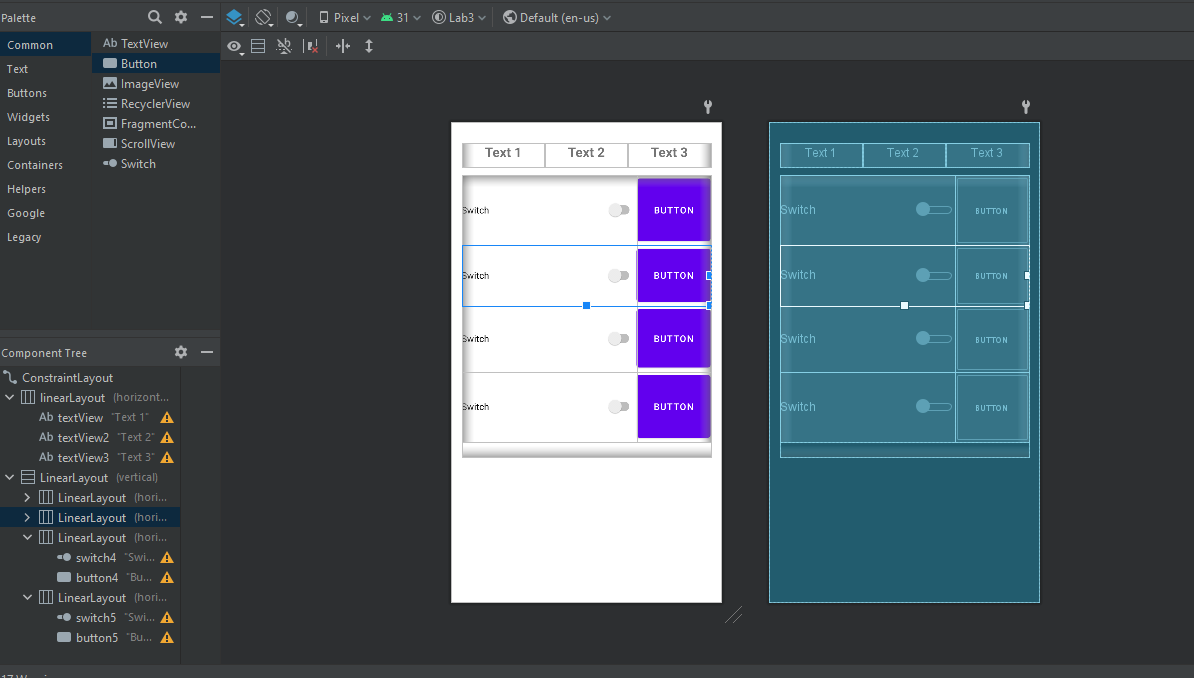 Palette
Pixel
31
Lab3
Default (en-us)
Common
Text
Buttons
Widgets
Layouts
Containers
Helpers
Google
Legacy
Ab TextView
Button
ImageView
RecyclerView
FragmentCo...
ScrollView
Switch
Component Tree
ConstraintLayout
linearLayout (horizont...
Ab textView "Text 1"
Ab textView2 "Text 2"
Ab textView3 "Text 3"
LinearLayout (vertical)
LinearLayout (hori...
LinearLayout (hori...
LinearLayout (hori...
switch4 "Swi...
button4 "Bu...
LinearLayout (hori...
switch5 "Swi...
button5 "Bu...
Text 1 Text 2 Text 3
Switch BUTTON
Switch BUTTON
Switch BUTTON
Switch BUTTON
Text 1 Text 2 Text 3
Switch BUTTON
Switch BUTTON
Switch BUTTON
Switch BUTTON